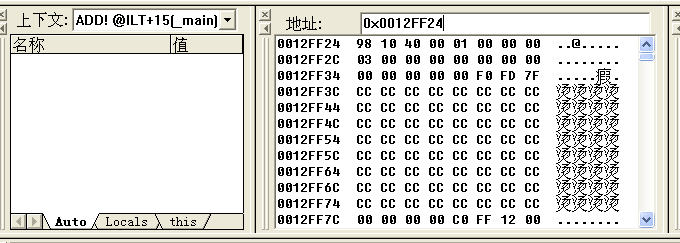 上下文: ADD! @ILT+15(_main)
名称 值
Auto Locals this
地址: 0x0012FF24
0012FF24 98 10 40 00 01 00 00 00 ..@.....
0012FF2C 03 00 00 00 00 00 00 00 ........
0012FF34 00 00 00 00 00 F0 FD 7F .....瘕.
0012FF3C CC CC CC CC CC CC CC CC 烫烫烫烫
0012FF44 CC CC CC CC CC CC CC CC 烫烫烫烫
0012FF4C CC CC CC CC CC CC CC CC 烫烫烫烫
0012FF54 CC CC CC CC CC CC CC CC 烫烫烫烫
0012FF5C CC CC CC CC CC CC CC CC 烫烫烫烫
0012FF64 CC CC CC CC CC CC CC CC 烫烫烫烫
0012FF6C CC CC CC CC CC CC CC CC 烫烫烫烫
0012FF74 CC CC CC CC CC CC CC CC 烫烫烫烫
0012FF7C 00 00 00 00 C0 FF 12 00 ........